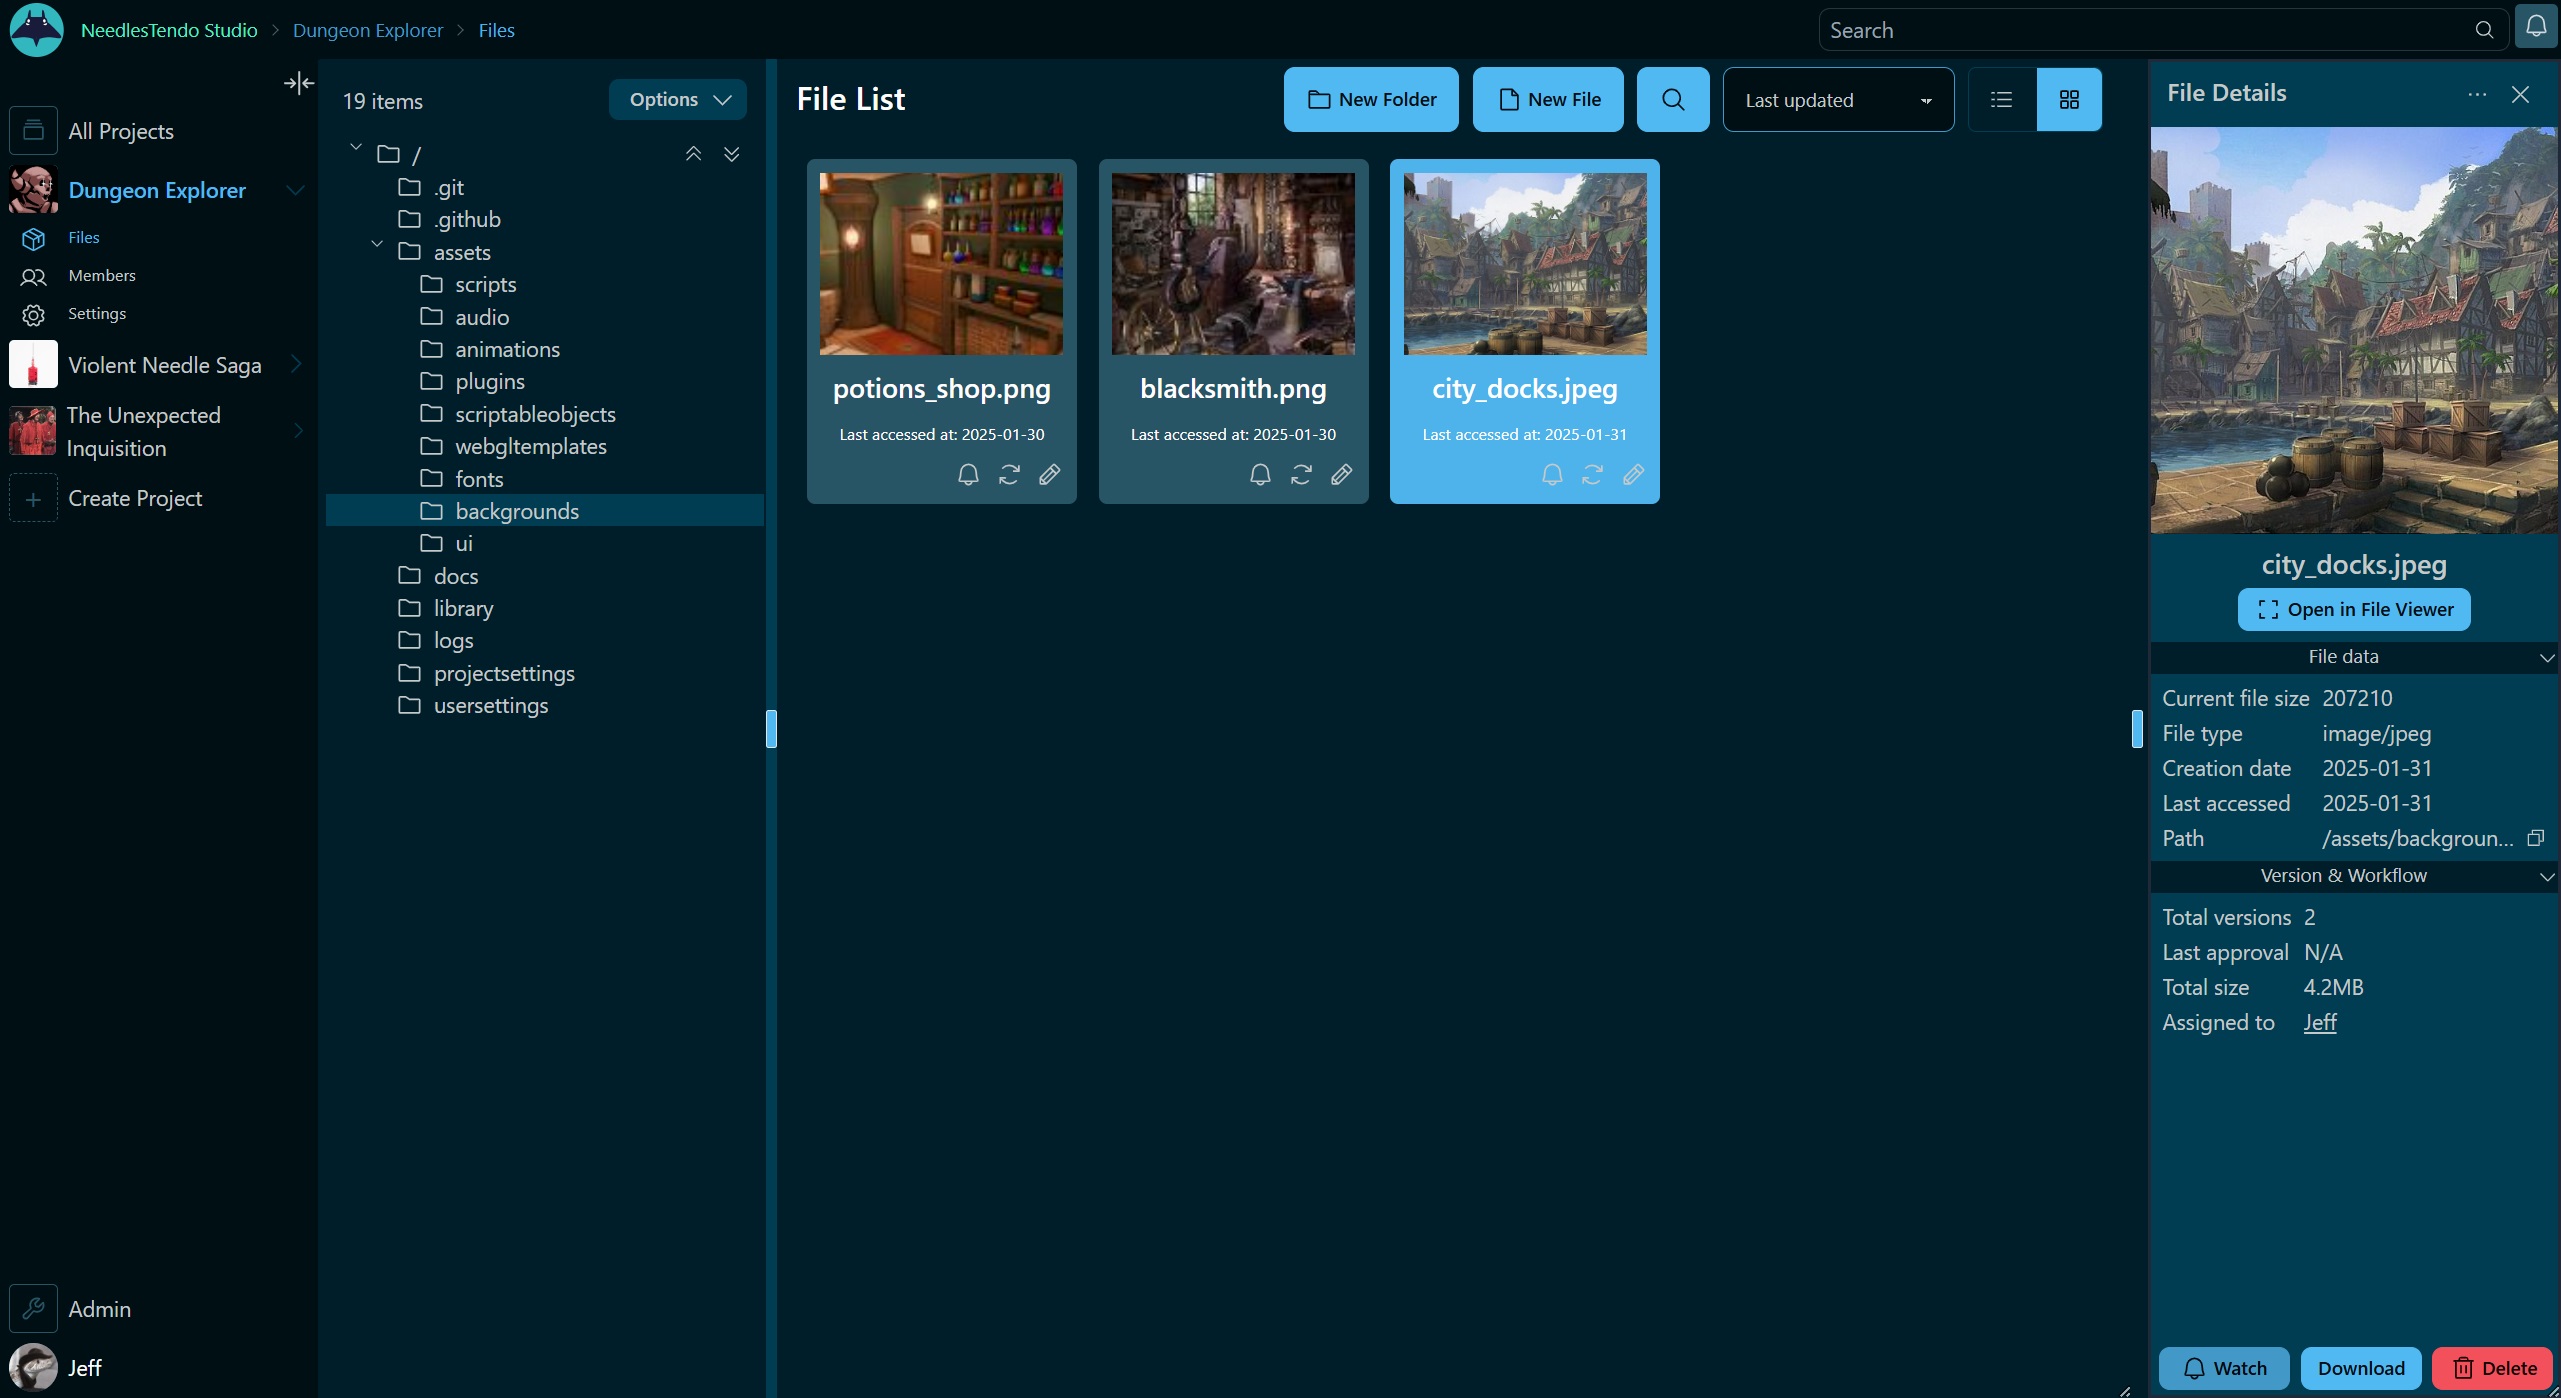 NeedlesTendo Studio
Dungeon Explorer
Files
Search
All Projects
Dungeon Explorer
Files
Members
Settings
Violent Needle Saga
The Unexpected
Inquisition
Create Project
Admin
Jeff
19 items
Options
/
.git
.github
assets
scripts
audio
animations
plugins
scriptableobjects
webgltemplates
fonts
backgrounds
ui
docs
library
logs
projectsettings
usersettings
File List
New Folder
New File
Last updated
potions_shop.png
Last accessed at: 2025-01-30
blacksmith.png
Last accessed at: 2025-01-30
city_docks.jpeg
Last accessed at: 2025-01-31
File Details
city_docks.jpeg
Open in File Viewer
File data
Current file size 207210
File type image/jpeg
Creation date 2025-01-31
Last accessed 2025-01-31
Path /assets/backgroun...
Version & Workflow
Total versions 2
Last approval N/A
Total size 4.2MB
Assigned to Jeff
Watch
Download
Delete